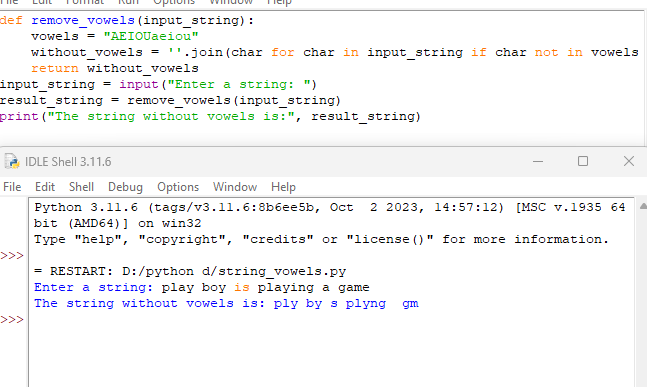 File Edit Format Run Options Window Help
def remove_vowels(input_string):
    vowels = "AEIOUaeiou"
    without_vowels = ''.join(char for char in input_string if char not in vowels
    return without_vowels
input_string = input("Enter a string: ")
result_string = remove_vowels(input_string)
print("The string without vowels is:", result_string)
IDLE Shell 3.11.6
File Edit Shell Debug Options Window Help
Python 3.11.6 (tags/v3.11.6:8b6ee5b, Oct  2 2023, 14:57:12) [MSC v.1935 64
bit (AMD64)] on win32
Type "help", "copyright", "credits" or "license()" for more information.
>>>
= RESTART: D:/python d/string_vowels.py
Enter a string: play boy is playing a game
The string without vowels is: ply by s plyng  gm
>>>